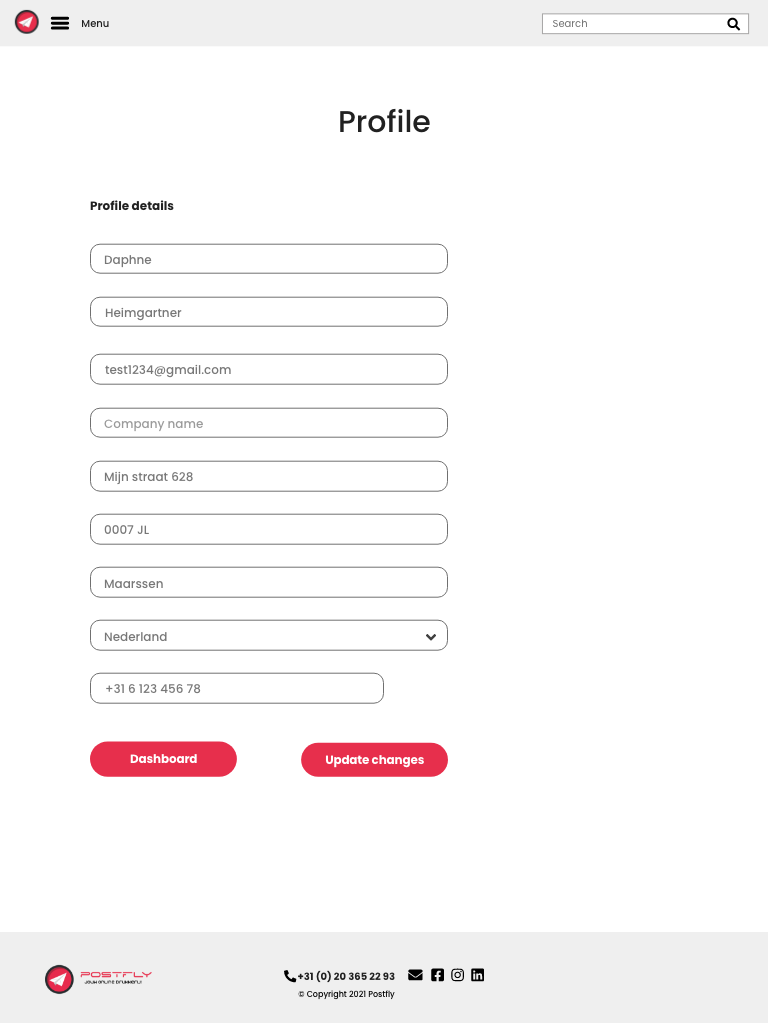 Menu
Search
Profile
Profile details
Daphne
Heimgartner
test1234@gmail.com
Company name
Mijn straat 628
0007 JL
Maarssen
Nederland
+31 6 123 456 78
Dashboard
Update changes
POSTFLY
JOUW ONLINE DRUKKERIJ
+31 (0) 20 365 22 93
© Copyright 2021 Postfly